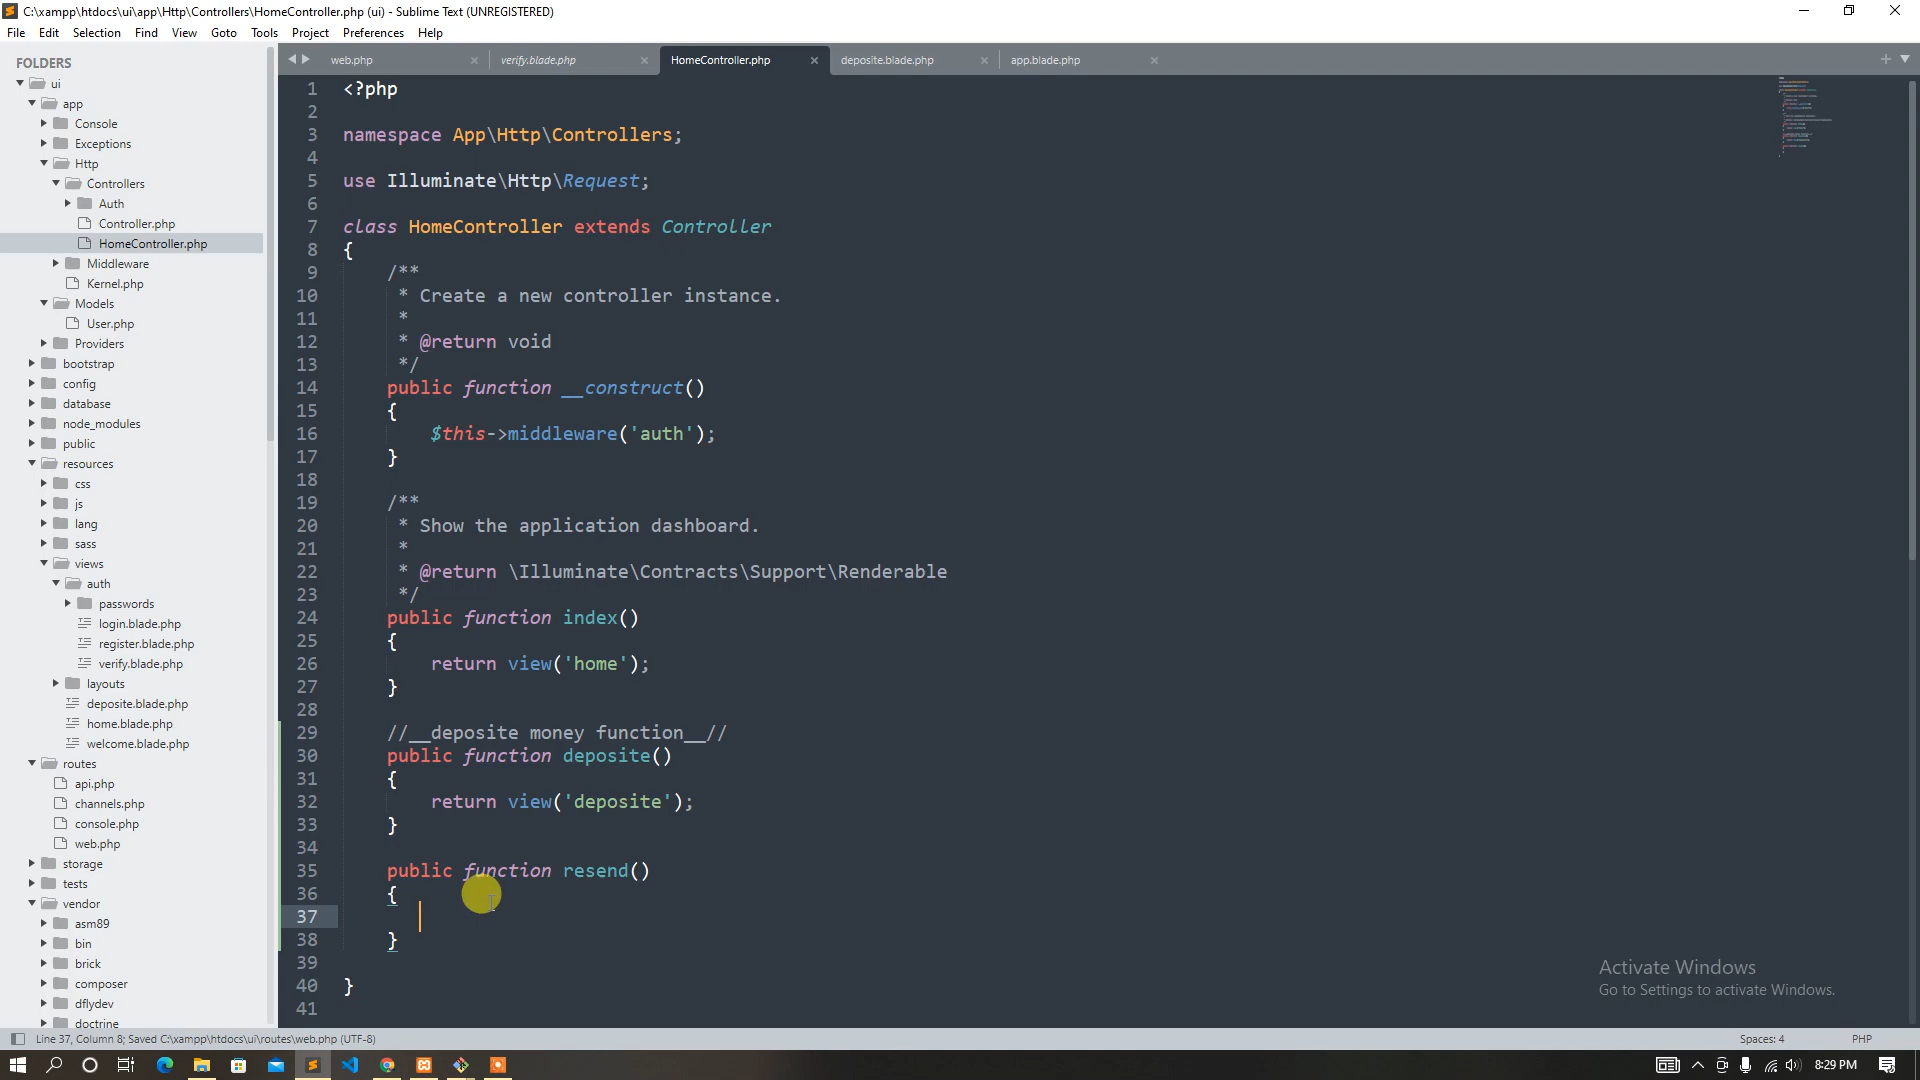 C:\xampp\htdocs\ui\app\Http\Controllers\HomeController.php (ui) - Sublime Text (UNREGISTERED)
File Edit Selection Find View Goto Tools Project Preferences Help
FOLDERS
ui
app
Console
Exceptions
Http
Controllers
Auth
Controller.php
HomeController.php
Middleware
Kernel.php
Models
User.php
Providers
bootstrap
config
database
node_modules
public
resources
css
js
lang
sass
views
auth
passwords
login.blade.php
register.blade.php
verify.blade.php
layouts
deposite.blade.php
home.blade.php
welcome.blade.php
routes
api.php
channels.php
console.php
web.php
storage
tests
vendor
asm89
bin
brick
composer
dflydev
doctrine
web.php verify.blade.php HomeController.php deposite.blade.php app.blade.php
1 <?php
2
3 namespace App\Http\Controllers;
4
5 use Illuminate\Http\Request;
6
7 class HomeController extends Controller
8 {
9 /**
10 * Create a new controller instance.
11 *
12 * @return void
13 */
14 public function __construct()
15 {
16 $this->middleware('auth');
17 }
18
19 /**
20 * Show the application dashboard.
21 *
22 * @return \Illuminate\Contracts\Support\Renderable
23 */
24 public function index()
25 {
26 return view('home');
27 }
28
29 //__deposite money function__//
30 public function deposite()
31 {
32 return view('deposite');
33 }
34
35 public function resend()
36 {
37
38 }
39
40 }
41
Activate Windows
Go to Settings to activate Windows.
Line 37, Column 8; Saved C:\xampp\htdocs\ui\routes\web.php (UTF-8) Spaces: 4 PHP
8:29 PM